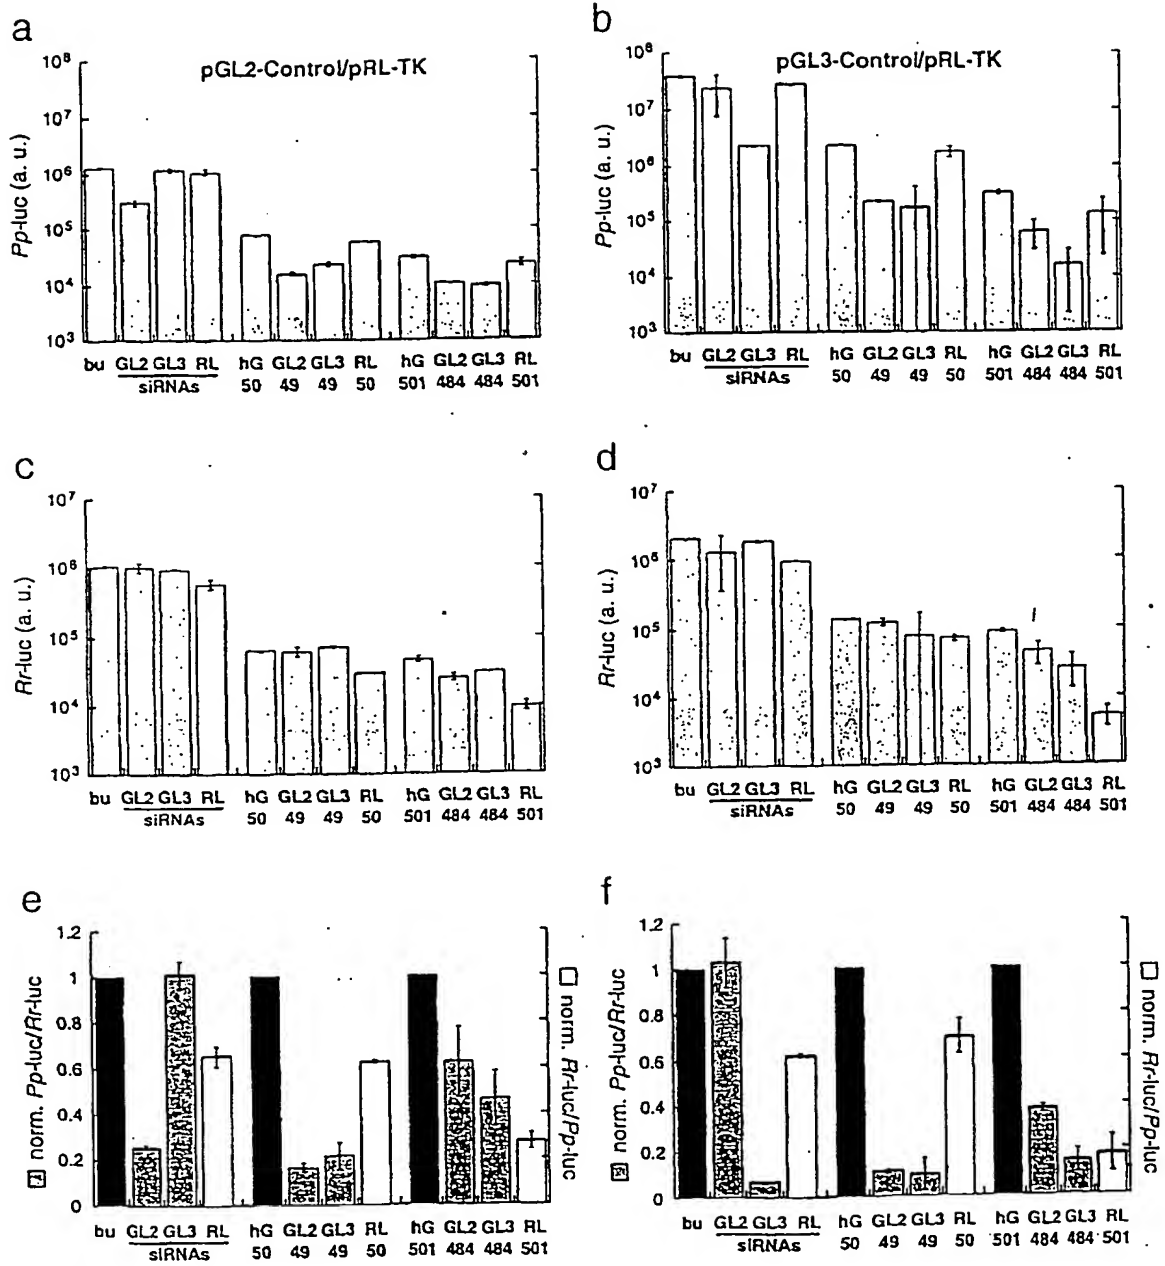 a
pGL2-Control/pRL-TK
Pp-luc (a. u.)
10⁸
10⁷
10⁶
10⁵
10⁴
10³
bu GL2 GL3 RL hG GL2 GL3 RL hG GL2 GL3 RL
siRNAs 50 49 49 50 501 484 484 501
b
pGL3-Control/pRL-TK
Pp-luc (a. u.)
10⁸
10⁷
10⁶
10⁵
10⁴
10³
bu GL2 GL3 RL hG GL2 GL3 RL hG GL2 GL3 RL
siRNAs 50 49 49 50 501 484 484 501
c
Rr-luc (a. u.)
10⁷
10⁶
10⁵
10⁴
10³
bu GL2 GL3 RL hG GL2 GL3 RL hG GL2 GL3 RL
siRNAs 50 49 49 50 501 484 484 501
d
Rr-luc (a. u.)
10⁷
10⁶
10⁵
10⁴
10³
bu GL2 GL3 RL hG GL2 GL3 RL hG GL2 GL3 RL
siRNAs 50 49 49 50 501 484 484 501
e
norm. Pp-luc/Rr-luc
1.2
1
0.8
0.6
0.4
0.2
0
norm. Rr-luc/Pp-luc
bu GL2 GL3 RL hG GL2 GL3 RL hG GL2 GL3 RL
siRNAs 50 49 49 50 501 484 484 501
f
norm. Pp-luc/Rr-luc
1.2
1
0.8
0.6
0.4
0.2
0
norm. Rr-luc/Pp-luc
bu GL2 GL3 RL hG GL2 GL3 RL hG GL2 GL3 RL
siRNAs 50 49 49 50 501 484 484 501